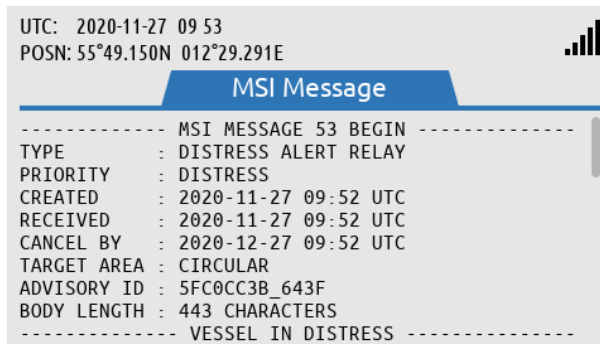 UTC: 2020-11-27 09 53
POSN: 55°49.150N 012°29.291E
MSI Message
------------- MSI MESSAGE 53 BEGIN --------------
TYPE : DISTRESS ALERT RELAY
PRIORITY : DISTRESS
CREATED : 2020-11-27 09:52 UTC
RECEIVED : 2020-11-27 09:52 UTC
CANCEL BY : 2020-12-27 09:52 UTC
TARGET AREA : CIRCULAR
ADVISORY ID : 5FC0CC3B_643F
BODY LENGTH : 443 CHARACTERS
-------------- VESSEL IN DISTRESS ---------------